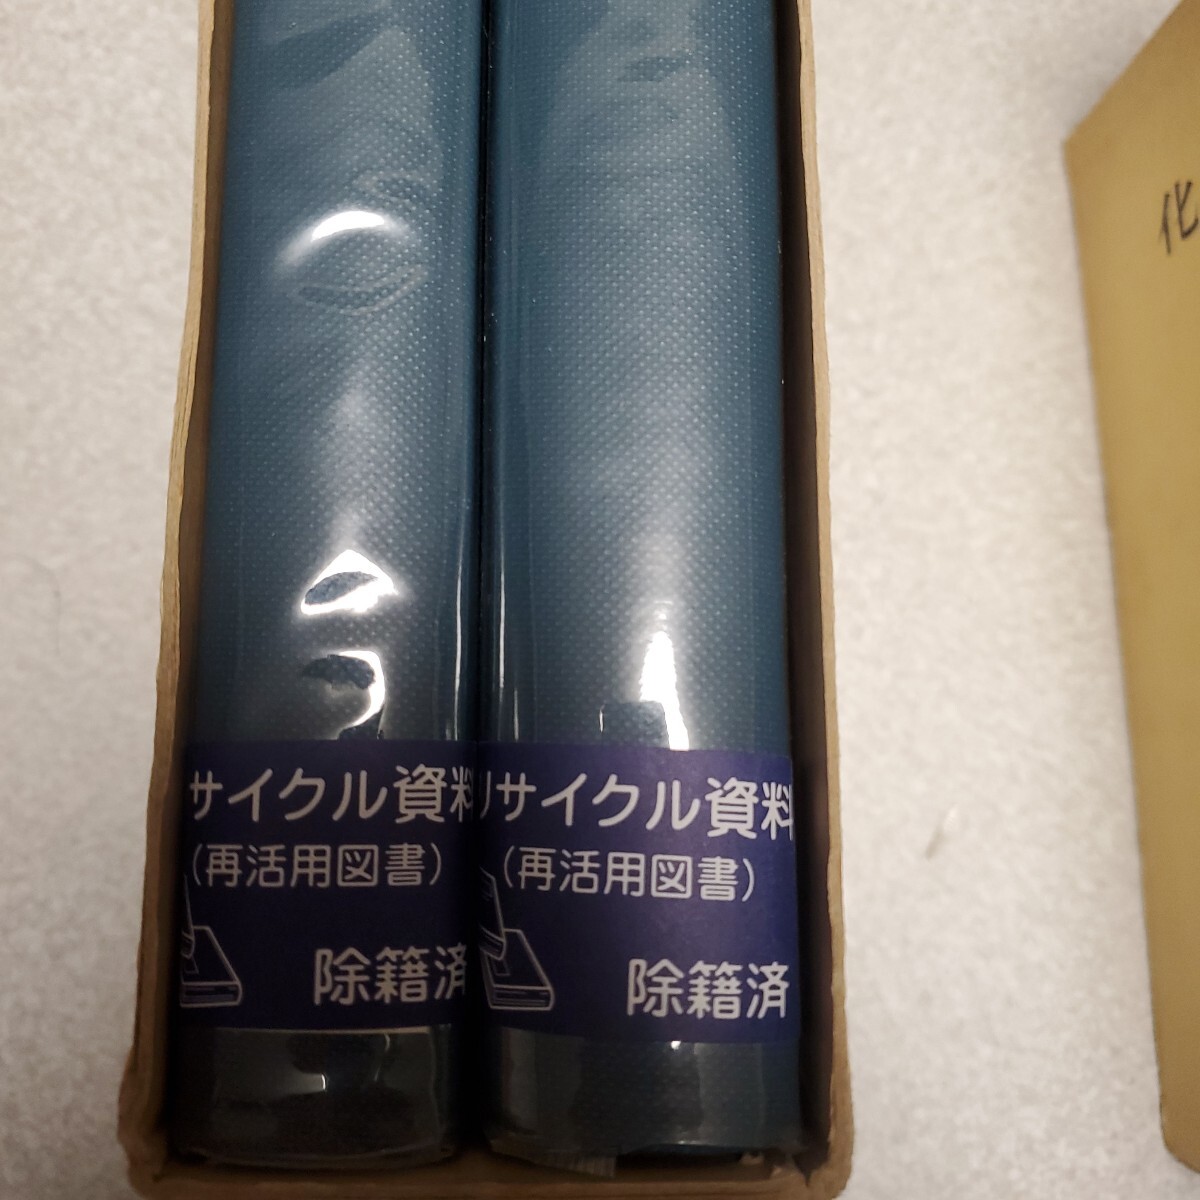 サイクル資料
(再活用図書)
除籍済
リサイクル資料
(再活用図書)
除籍済
化